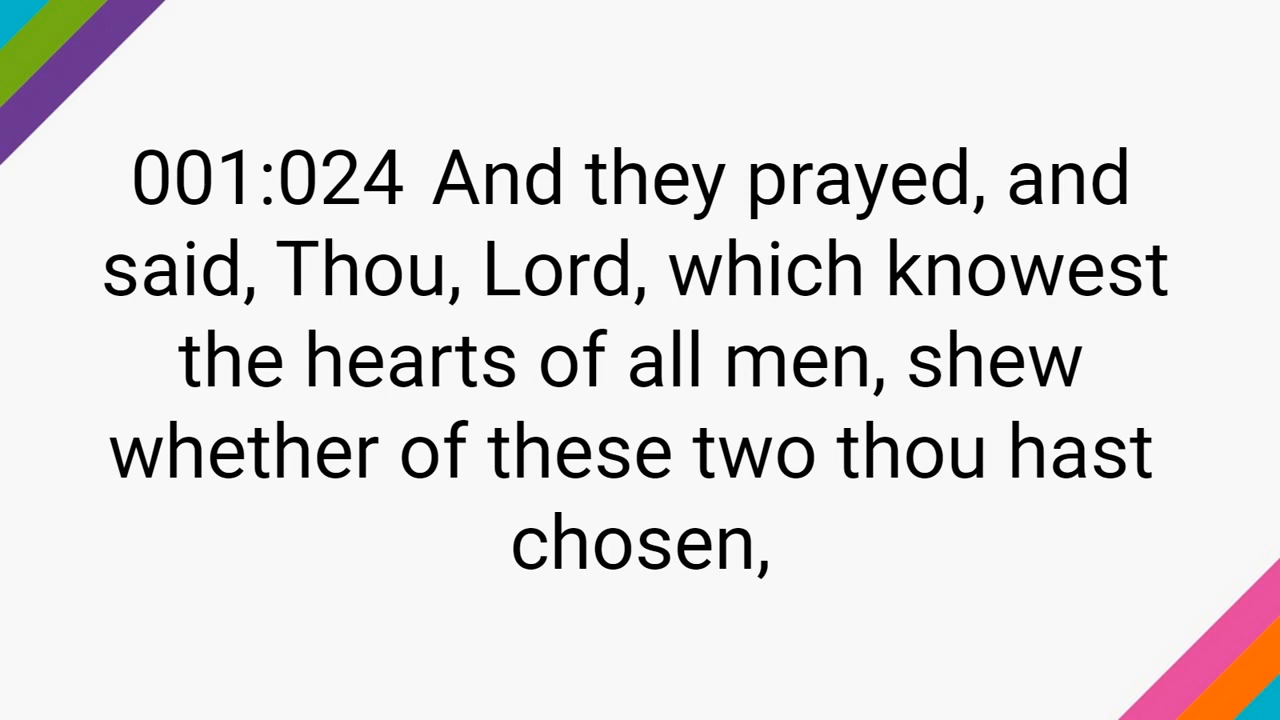 001:024 And they prayed, and
said, Thou, Lord, which knowest
the hearts of all men, shew
whether of these two thou hast
chosen,